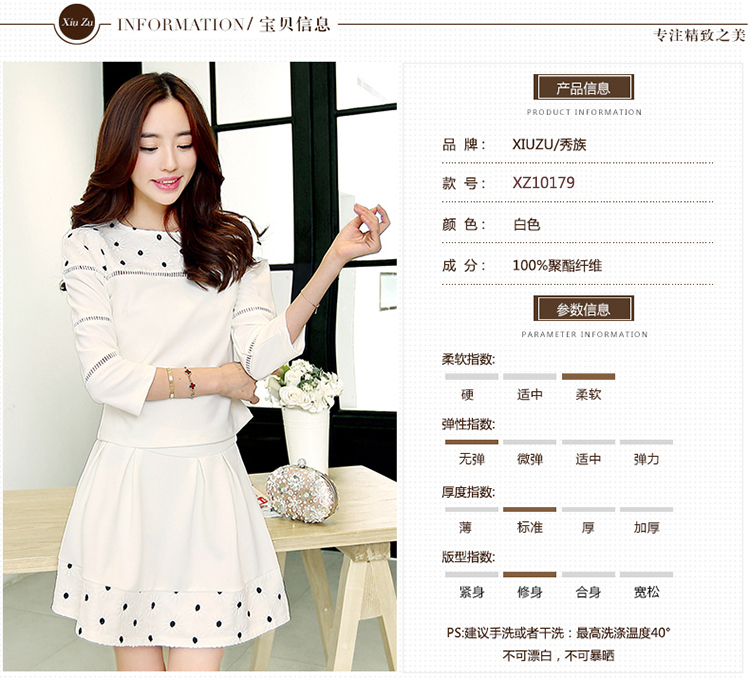 Xiu Zu
INFORMATION/ 宝贝信息
专注精致之美
产品信息
PRODUCT INFORMATION
品 牌： XIUZU/秀族
款 号： XZ10179
颜 色： 白色
成 分： 100%聚酯纤维
参数信息
PARAMETER INFORMATION
柔软指数:
硬 适中 柔软
弹性指数:
无弹 微弹 适中 弹力
厚度指数:
薄 标准 厚 加厚
版型指数:
紧身 修身 合身 宽松
PS:建议手洗或者干洗：最高洗涤温度40°
不可漂白，不可暴晒